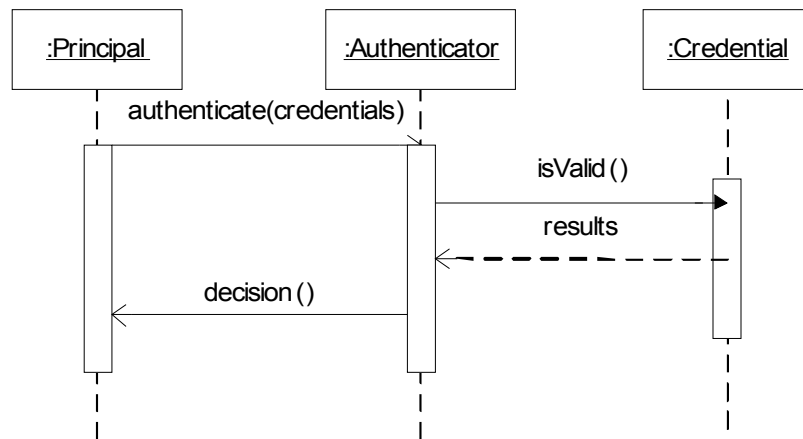 :Principal
:Authenticator
:Credential
authenticate(credentials)
isValid()
results
decision()